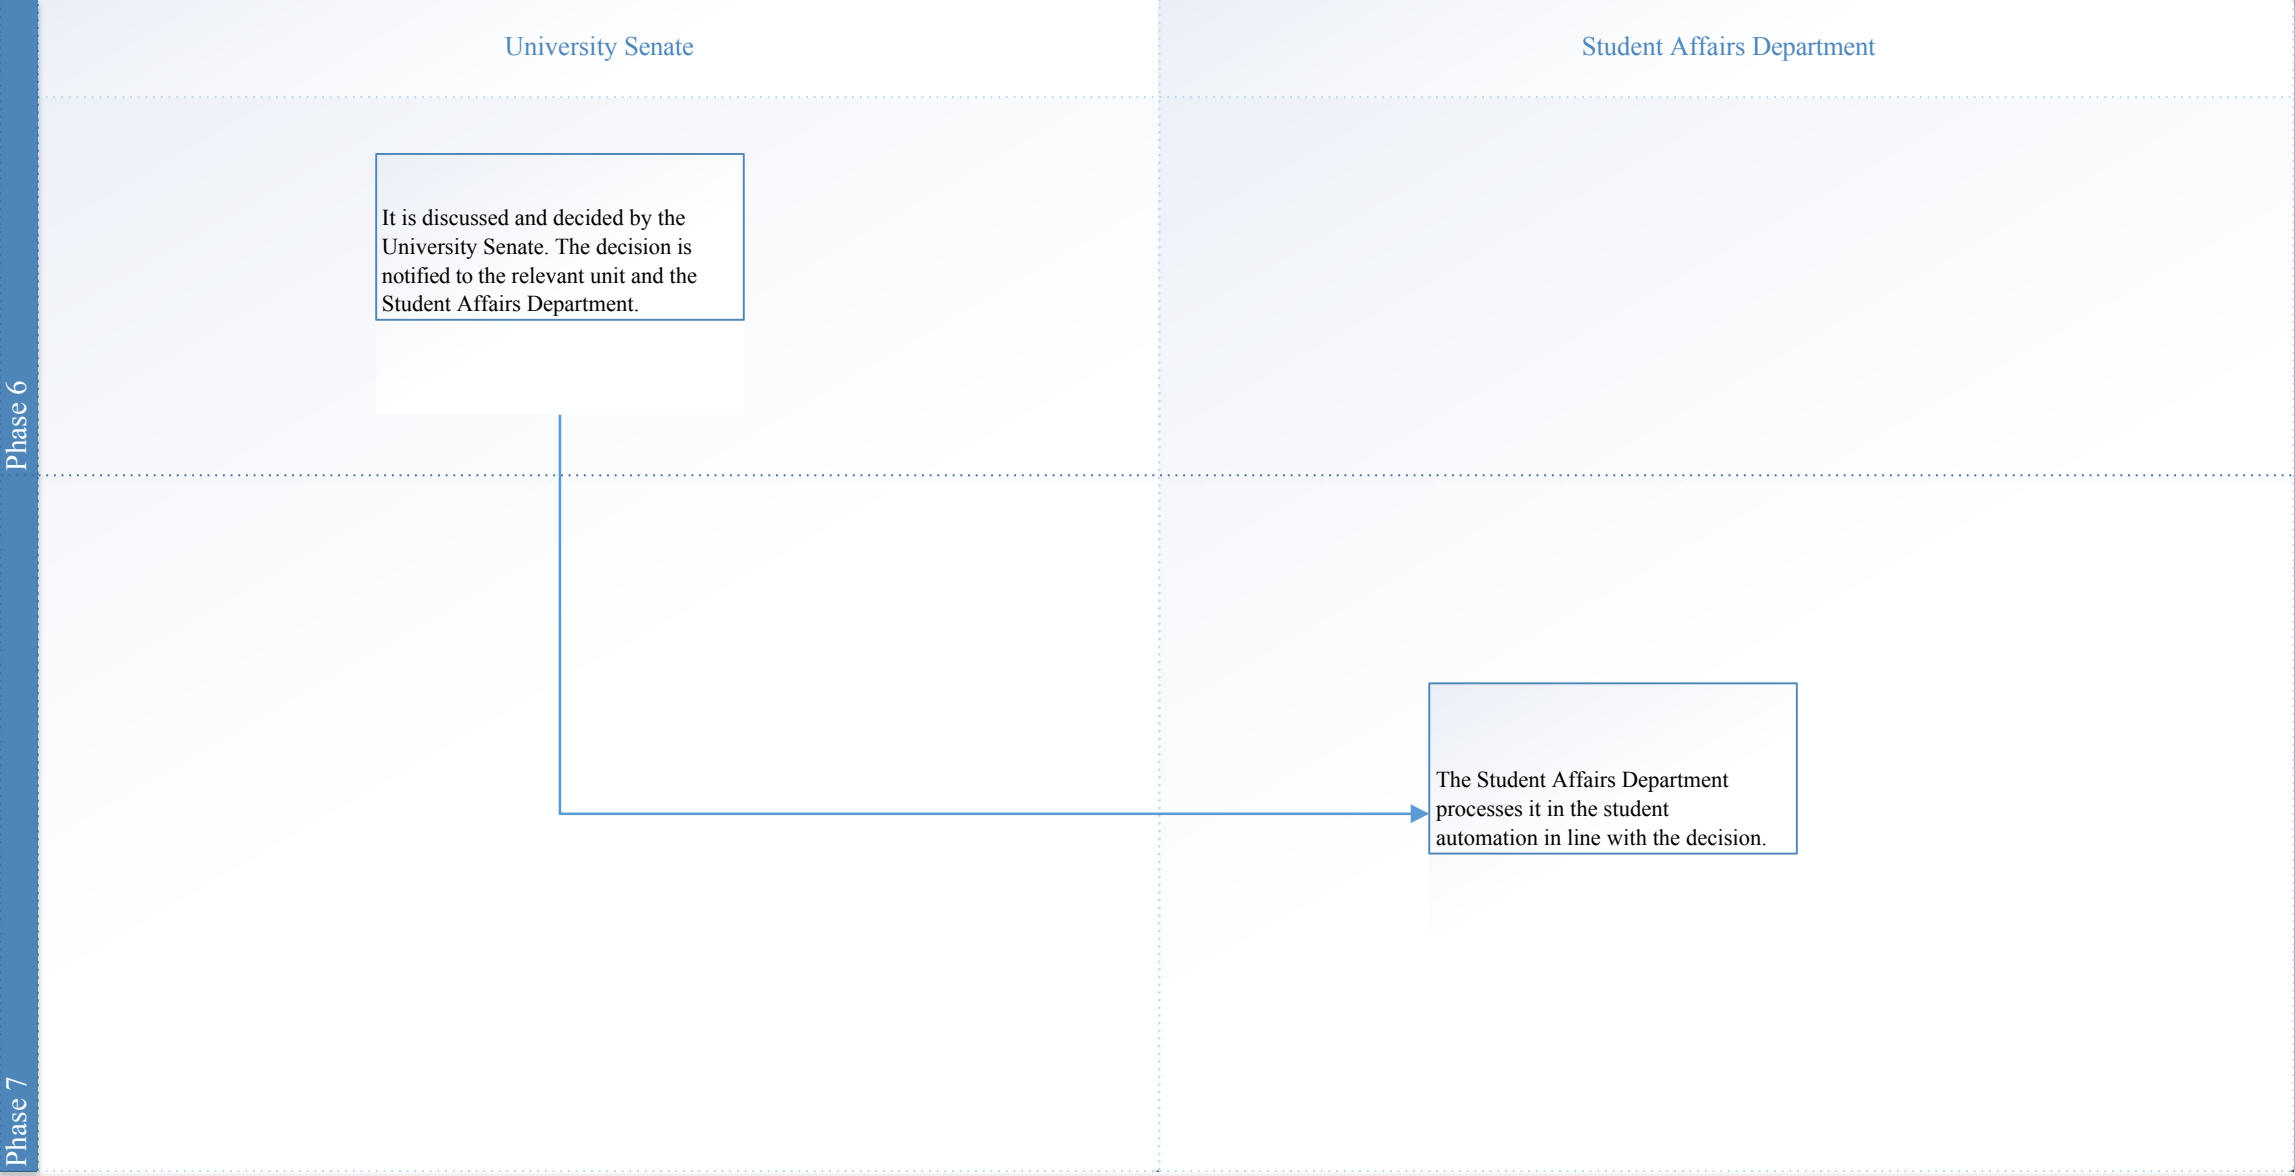 University Senate
Student Affairs Department
Phase 6
It is discussed and decided by the
University Senate. The decision is
notified to the relevant unit and the
Student Affairs Department.
Phase 7
The Student Affairs Department
processes it in the student
automation in line with the decision.